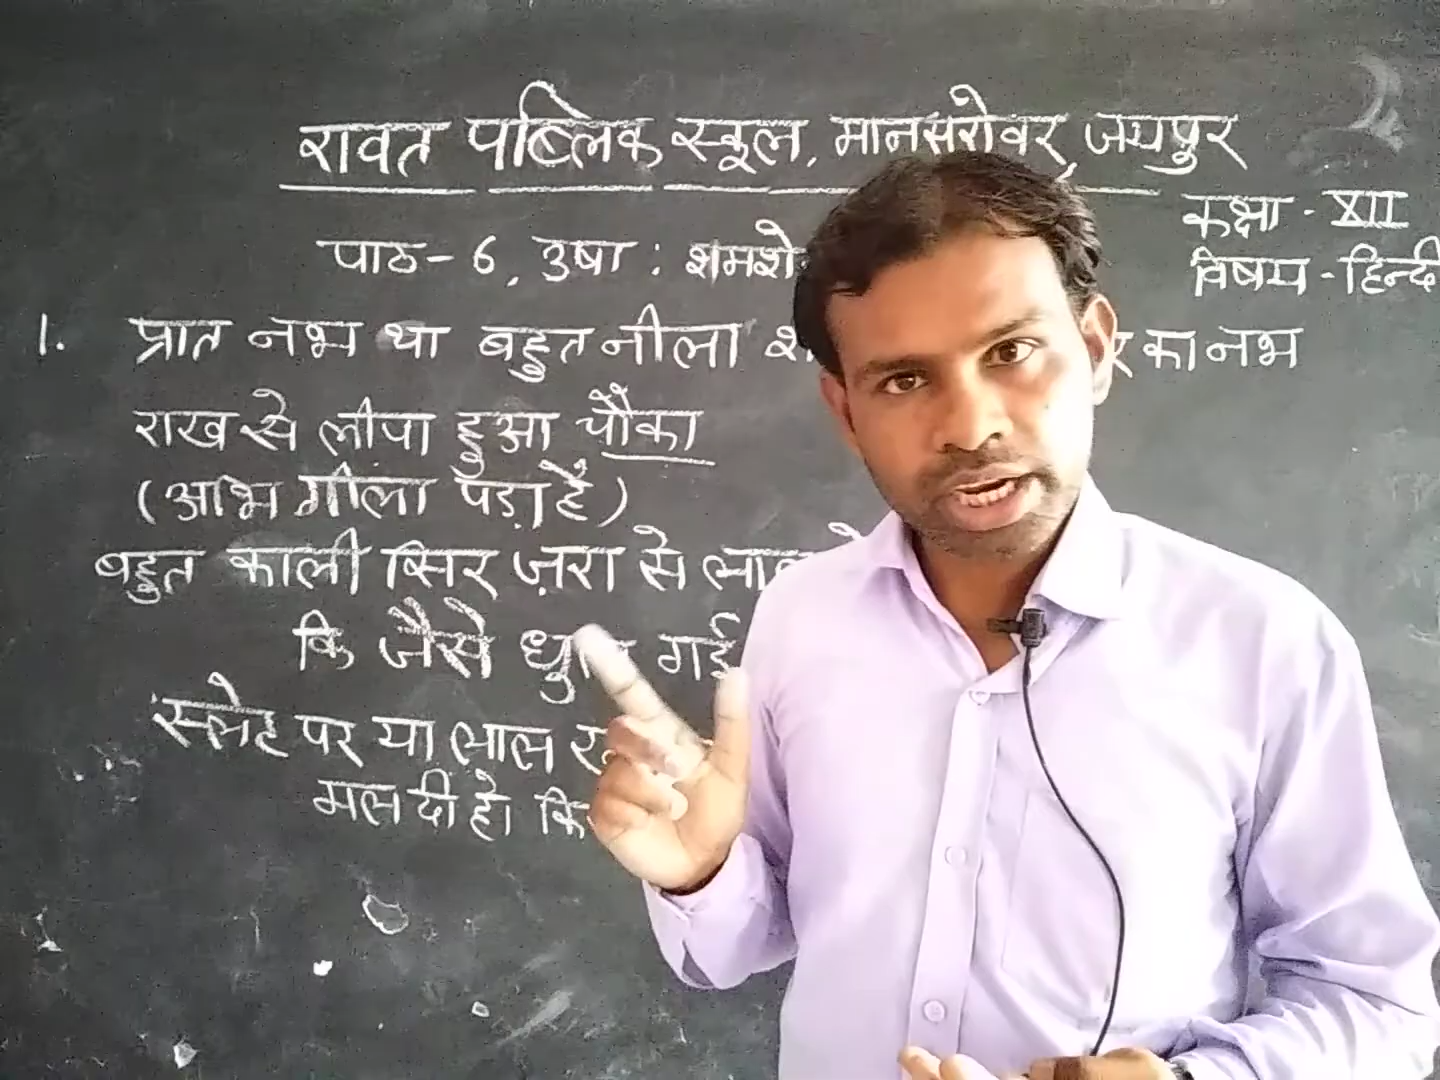 रावत पब्लिक स्कूल, मानसरोवर, जयपुर
कक्षा - XII
विषय - हिन्दी
पाठ - 6, उषा : शमशे
1. प्रात नभ था बहुत नीला का नभ
राख से लीपा हुआ चौका
(अभि गीला पड़ा है)
बहुत काली सिर ज़रा से
कि जैसे गई
स्लेट पर या लाल
मल दी हो कि